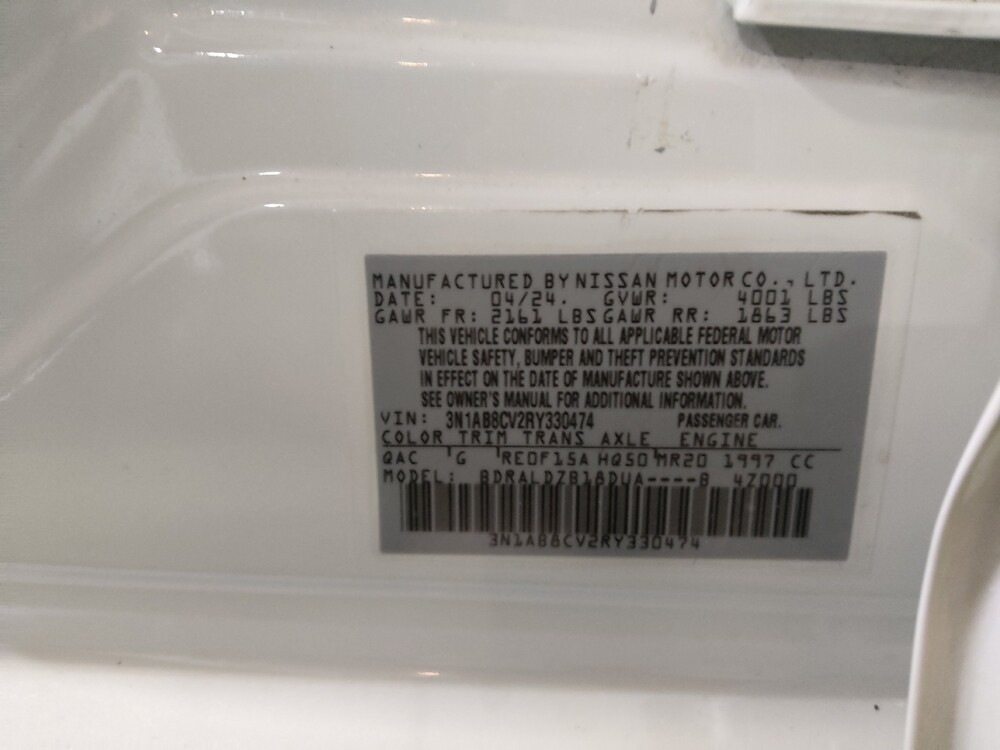 MANUFACTURED BY NISSAN MOTOR CO., LTD.
DATE: 04/24. GVWR: 4001 LBS
GAWR FR: 2161 LBS GAWR RR: 1863 LBS
THIS VEHICLE CONFORMS TO ALL APPLICABLE FEDERAL MOTOR
VEHICLE SAFETY, BUMPER AND THEFT PREVENTION STANDARDS
IN EFFECT ON THE DATE OF MANUFACTURE SHOWN ABOVE.
SEE OWNER'S MANUAL FOR ADDITIONAL INFORMATION.
VIN: 3N1AB8CV2RY330474 PASSENGER CAR.
COLOR TRIM TRANS AXLE ENGINE
QAC G RE0F15A HQ50 MR20 1997 CC
MODEL: BDRALDZB18DUA----B 4Z000
3N1AB8CV2RY330474